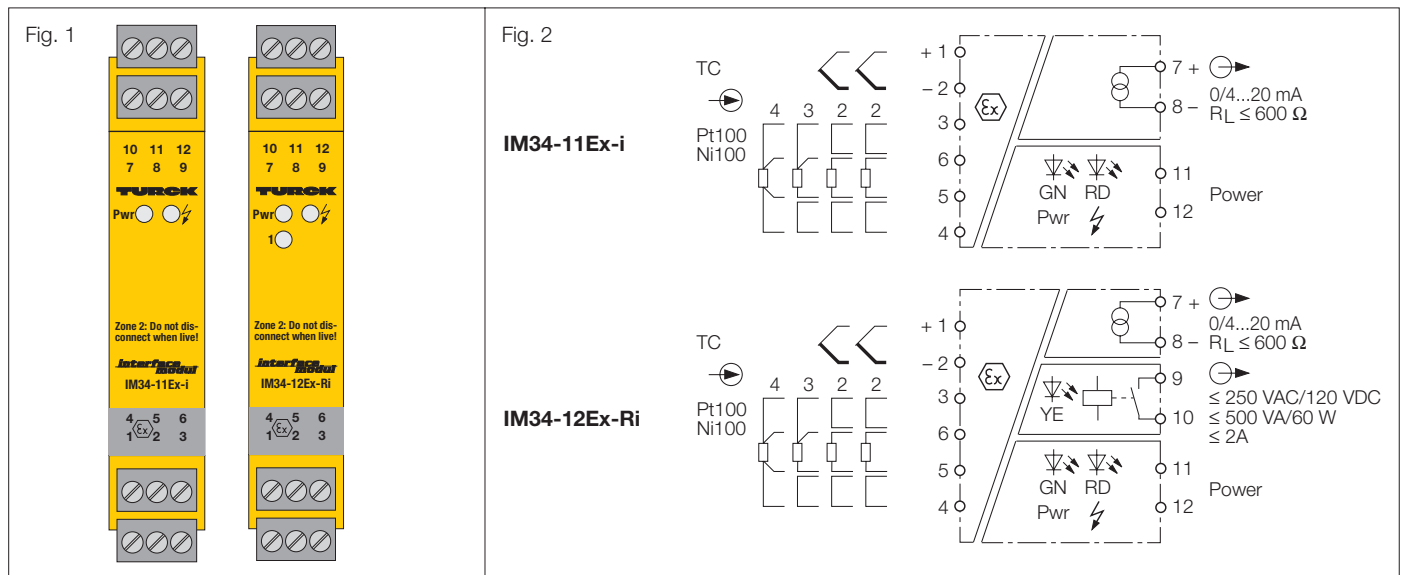 Fig. 1
10 11 12
7 8 9
TURCK
Pwr
Zone 2: Do not dis-
connect when live!
interface
modul
IM34-11Ex-i
4 5 6
Ex
1 2 3
10 11 12
7 8 9
TURCK
Pwr
1
Zone 2: Do not dis-
connect when live!
interface
modul
IM34-12Ex-Ri
4 5 6
Ex
1 2 3
Fig. 2
IM34-11Ex-i
TC
4 3 2 2
Pt100
Ni100
+ 1
– 2
3
6
5
4
Ex
7 +
8 –
0/4...20 mA
RL ≤ 600 Ω
GN RD
Pwr
11
12
Power
IM34-12Ex-Ri
TC
4 3 2 2
Pt100
Ni100
+ 1
– 2
3
6
5
4
Ex
7 +
8 –
0/4...20 mA
RL ≤ 600 Ω
YE
9
10
≤ 250 VAC/120 VDC
≤ 500 VA/60 W
≤ 2A
GN RD
Pwr
11
12
Power